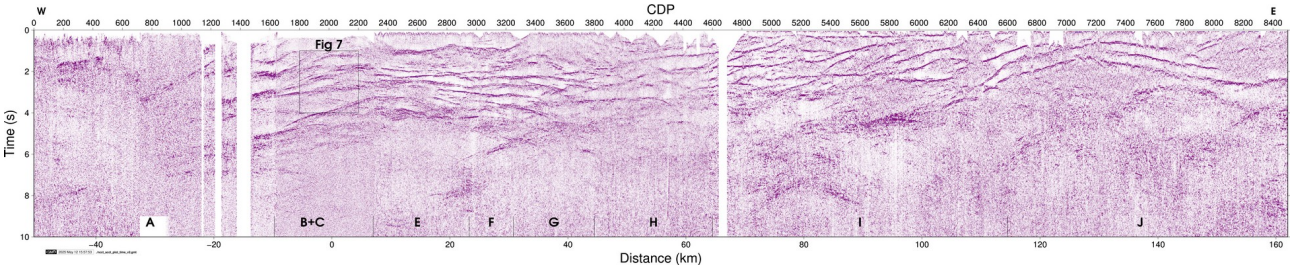 W CDP E
0 200 400 600 800 1000 1200 1400 1600 1800 2000 2200 2400 2600 2800 3000 3200 3400 3600 3800 4000 4200 4400 4600 4800 5000 5200 5400 5600 5800 6000 6200 6400 6600 6800 7000 7200 7400 7600 7800 8000 8200 8400
0
Fig 7
2
4
Time (s)
6
8
A B+C E F G H I J
10
−40 −20 0 20 40 60 80 100 120 140 160
Distance (km)